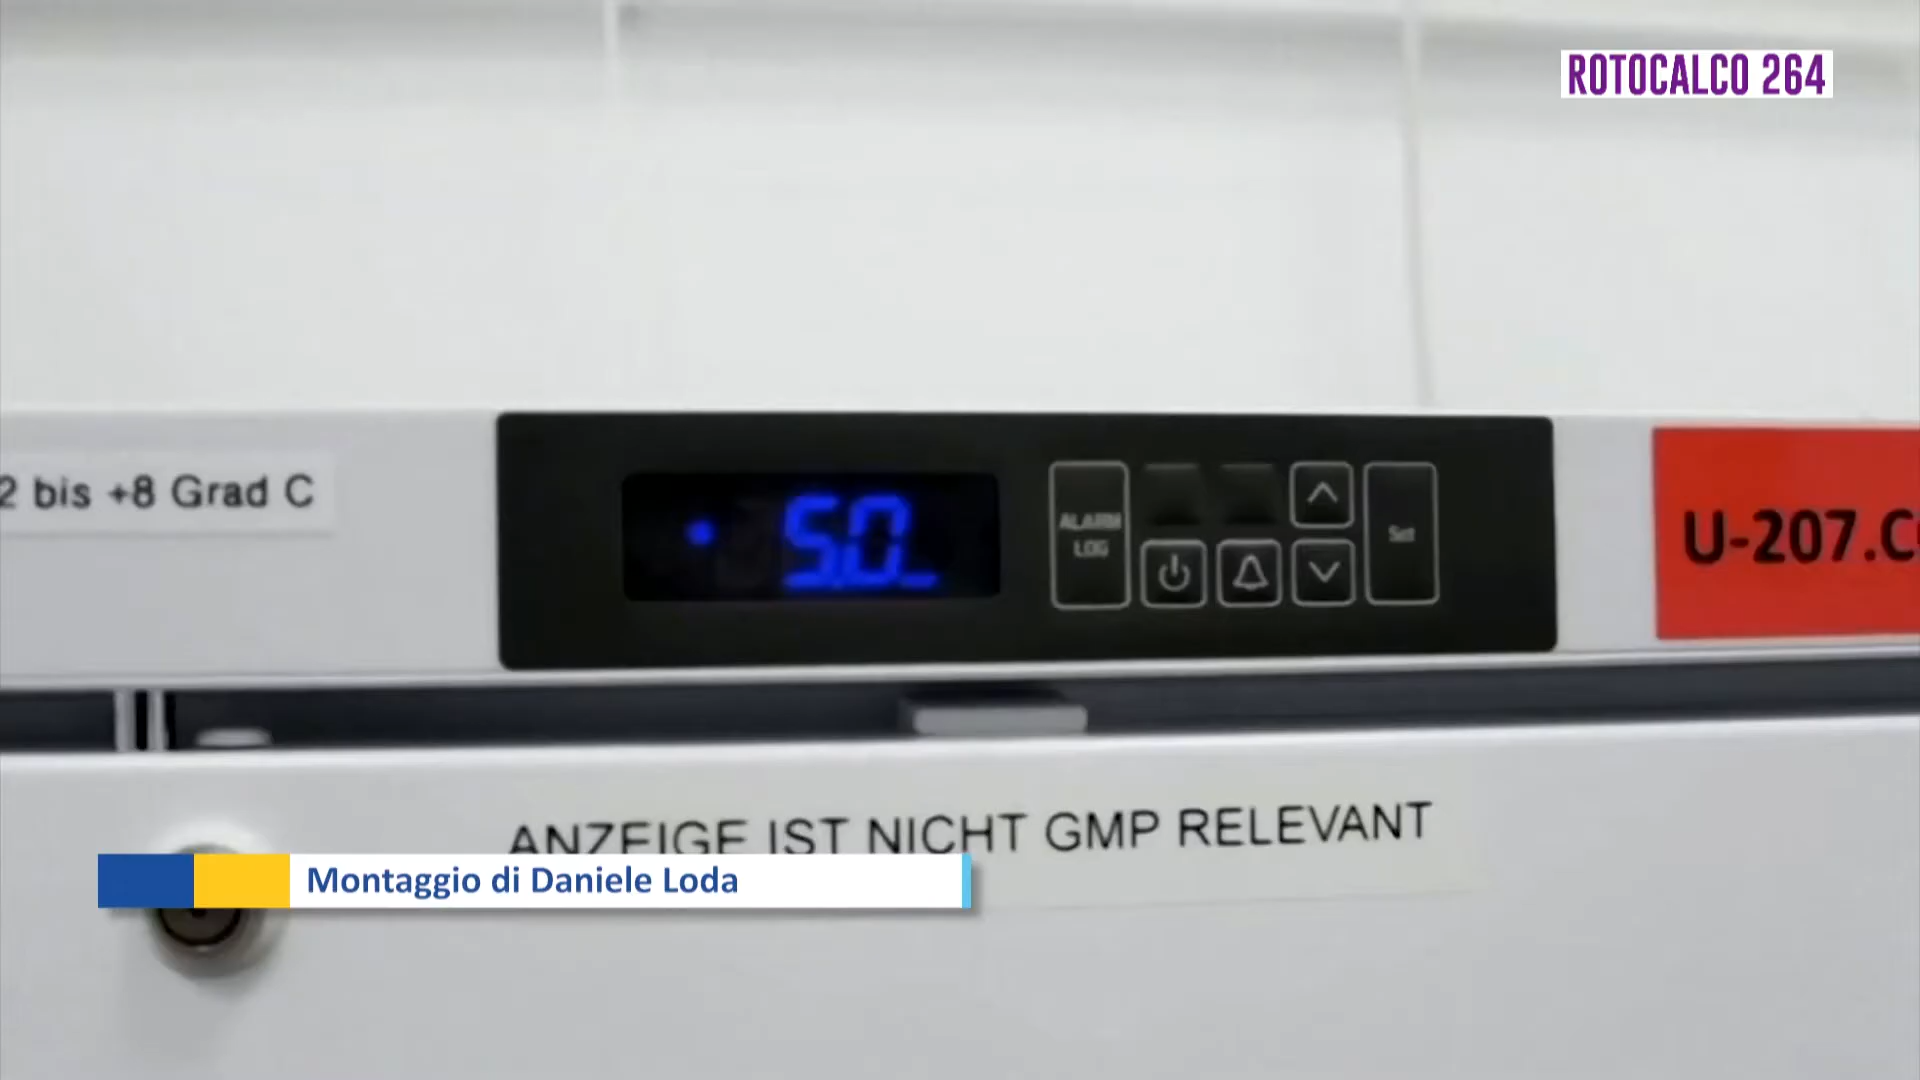 ROTOCALCO 264
2 bis +8 Grad C
5.0
ALARM
LOG
Set
U-207.C
ANZEIGE IST NICHT GMP RELEVANT
Montaggio di Daniele Loda